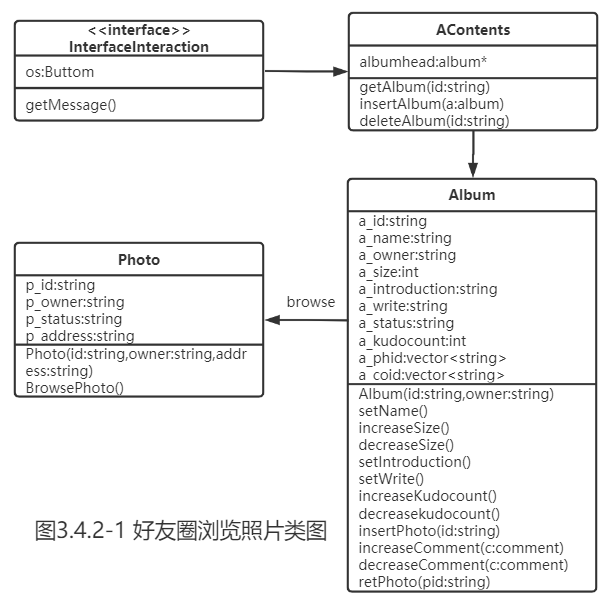 <<interface>>
InterfaceInteraction
os:Buttom
getMessage()
AContents
albumhead:album*
getAlbum(id:string)
insertAlbum(a:album)
deleteAlbum(id:string)
Album
a_id:string
a_name:string
a_owner:string
a_size:int
a_introduction:string
a_write:string
a_status:string
a_kudocount:int
a_phid:vector<string>
a_coid:vector<string>
Album(id:string,owner:string)
setName()
increaseSize()
decreaseSize()
setIntroduction()
setWrite()
increaseKudocount()
decreasekudocount()
insertPhoto(id:string)
increaseComment(c:comment)
decreaseComment(c:comment)
retPhoto(pid:string)
browse
Photo
p_id:string
p_owner:string
p_status:string
p_address:string
Photo(id:string,owner:string,addr
ess:string)
BrowsePhoto()
图3.4.2-1 好友圈浏览照片类图